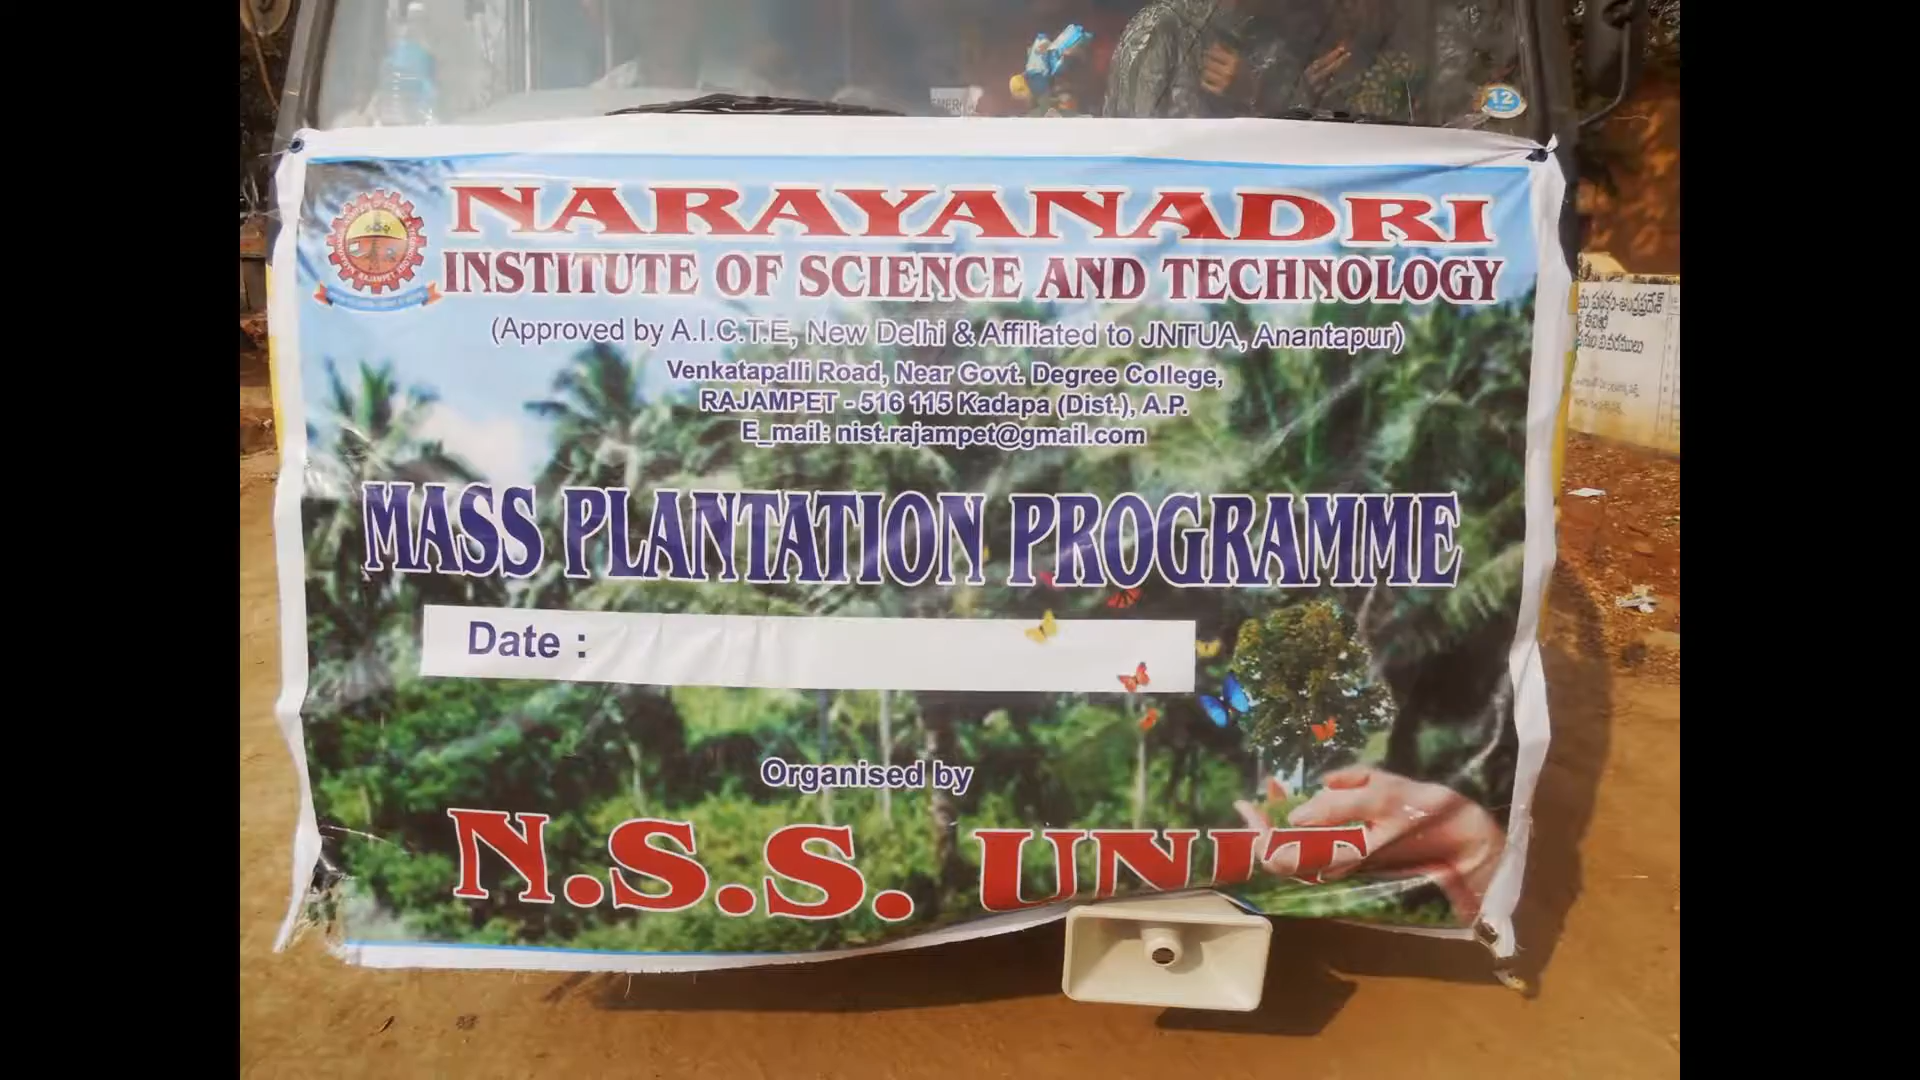 12
NARAYANADRI
INSTITUTE OF SCIENCE AND TECHNOLOGY
(Approved by A.I.C.T.E, New Delhi & Affiliated to JNTUA, Anantapur)
Venkatapalli Road, Near Govt. Degree College,
RAJAMPET - 516 115 Kadapa (Dist.), A.P.
E_mail: nist.rajampet@gmail.com
MASS PLANTATION PROGRAMME
Date :
Organised by
N.S.S. UNIT